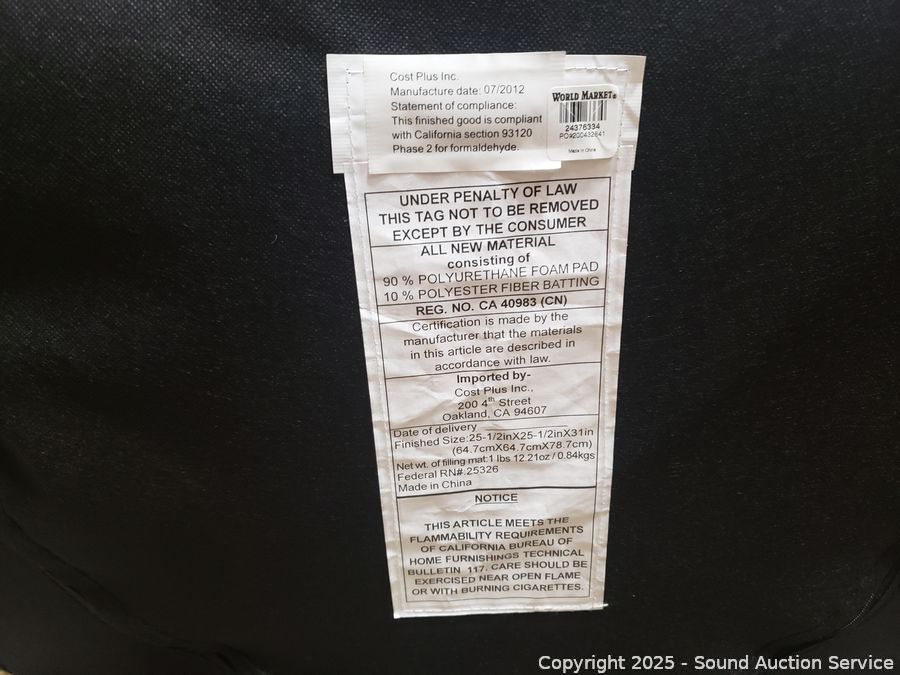 Cost Plus Inc.
Manufacture date: 07/2012
Statement of compliance:
This finished good is compliant
with California section 93120
Phase 2 for formaldehyde.
WORLD MARKET®
24376334
PO#9200432641
Made in China
UNDER PENALTY OF LAW
THIS TAG NOT TO BE REMOVED
EXCEPT BY THE CONSUMER
ALL NEW MATERIAL
consisting of
90 % POLYURETHANE FOAM PAD
10 % POLYESTER FIBER BATTING
REG. NO. CA 40983 (CN)
Certification is made by the
manufacturer that the materials
in this article are described in
accordance with law.
Imported by-
Cost Plus Inc.,
200 4th Street
Oakland, CA 94607
Date of delivery
Finished Size:25-1/2inX25-1/2inX31in
(64.7cmX64.7cmX78.7cm)
Net wt. of filling mat:1 lbs 12.21oz / 0.84kgs
Federal RN#:25326
Made in China
NOTICE
THIS ARTICLE MEETS THE
FLAMMABILITY REQUIREMENTS
OF CALIFORNIA BUREAU OF
HOME FURNISHINGS TECHNICAL
BULLETIN 117. CARE SHOULD BE
EXERCISED NEAR OPEN FLAME
OR WITH BURNING CIGARETTES.
Copyright 2025 - Sound Auction Service